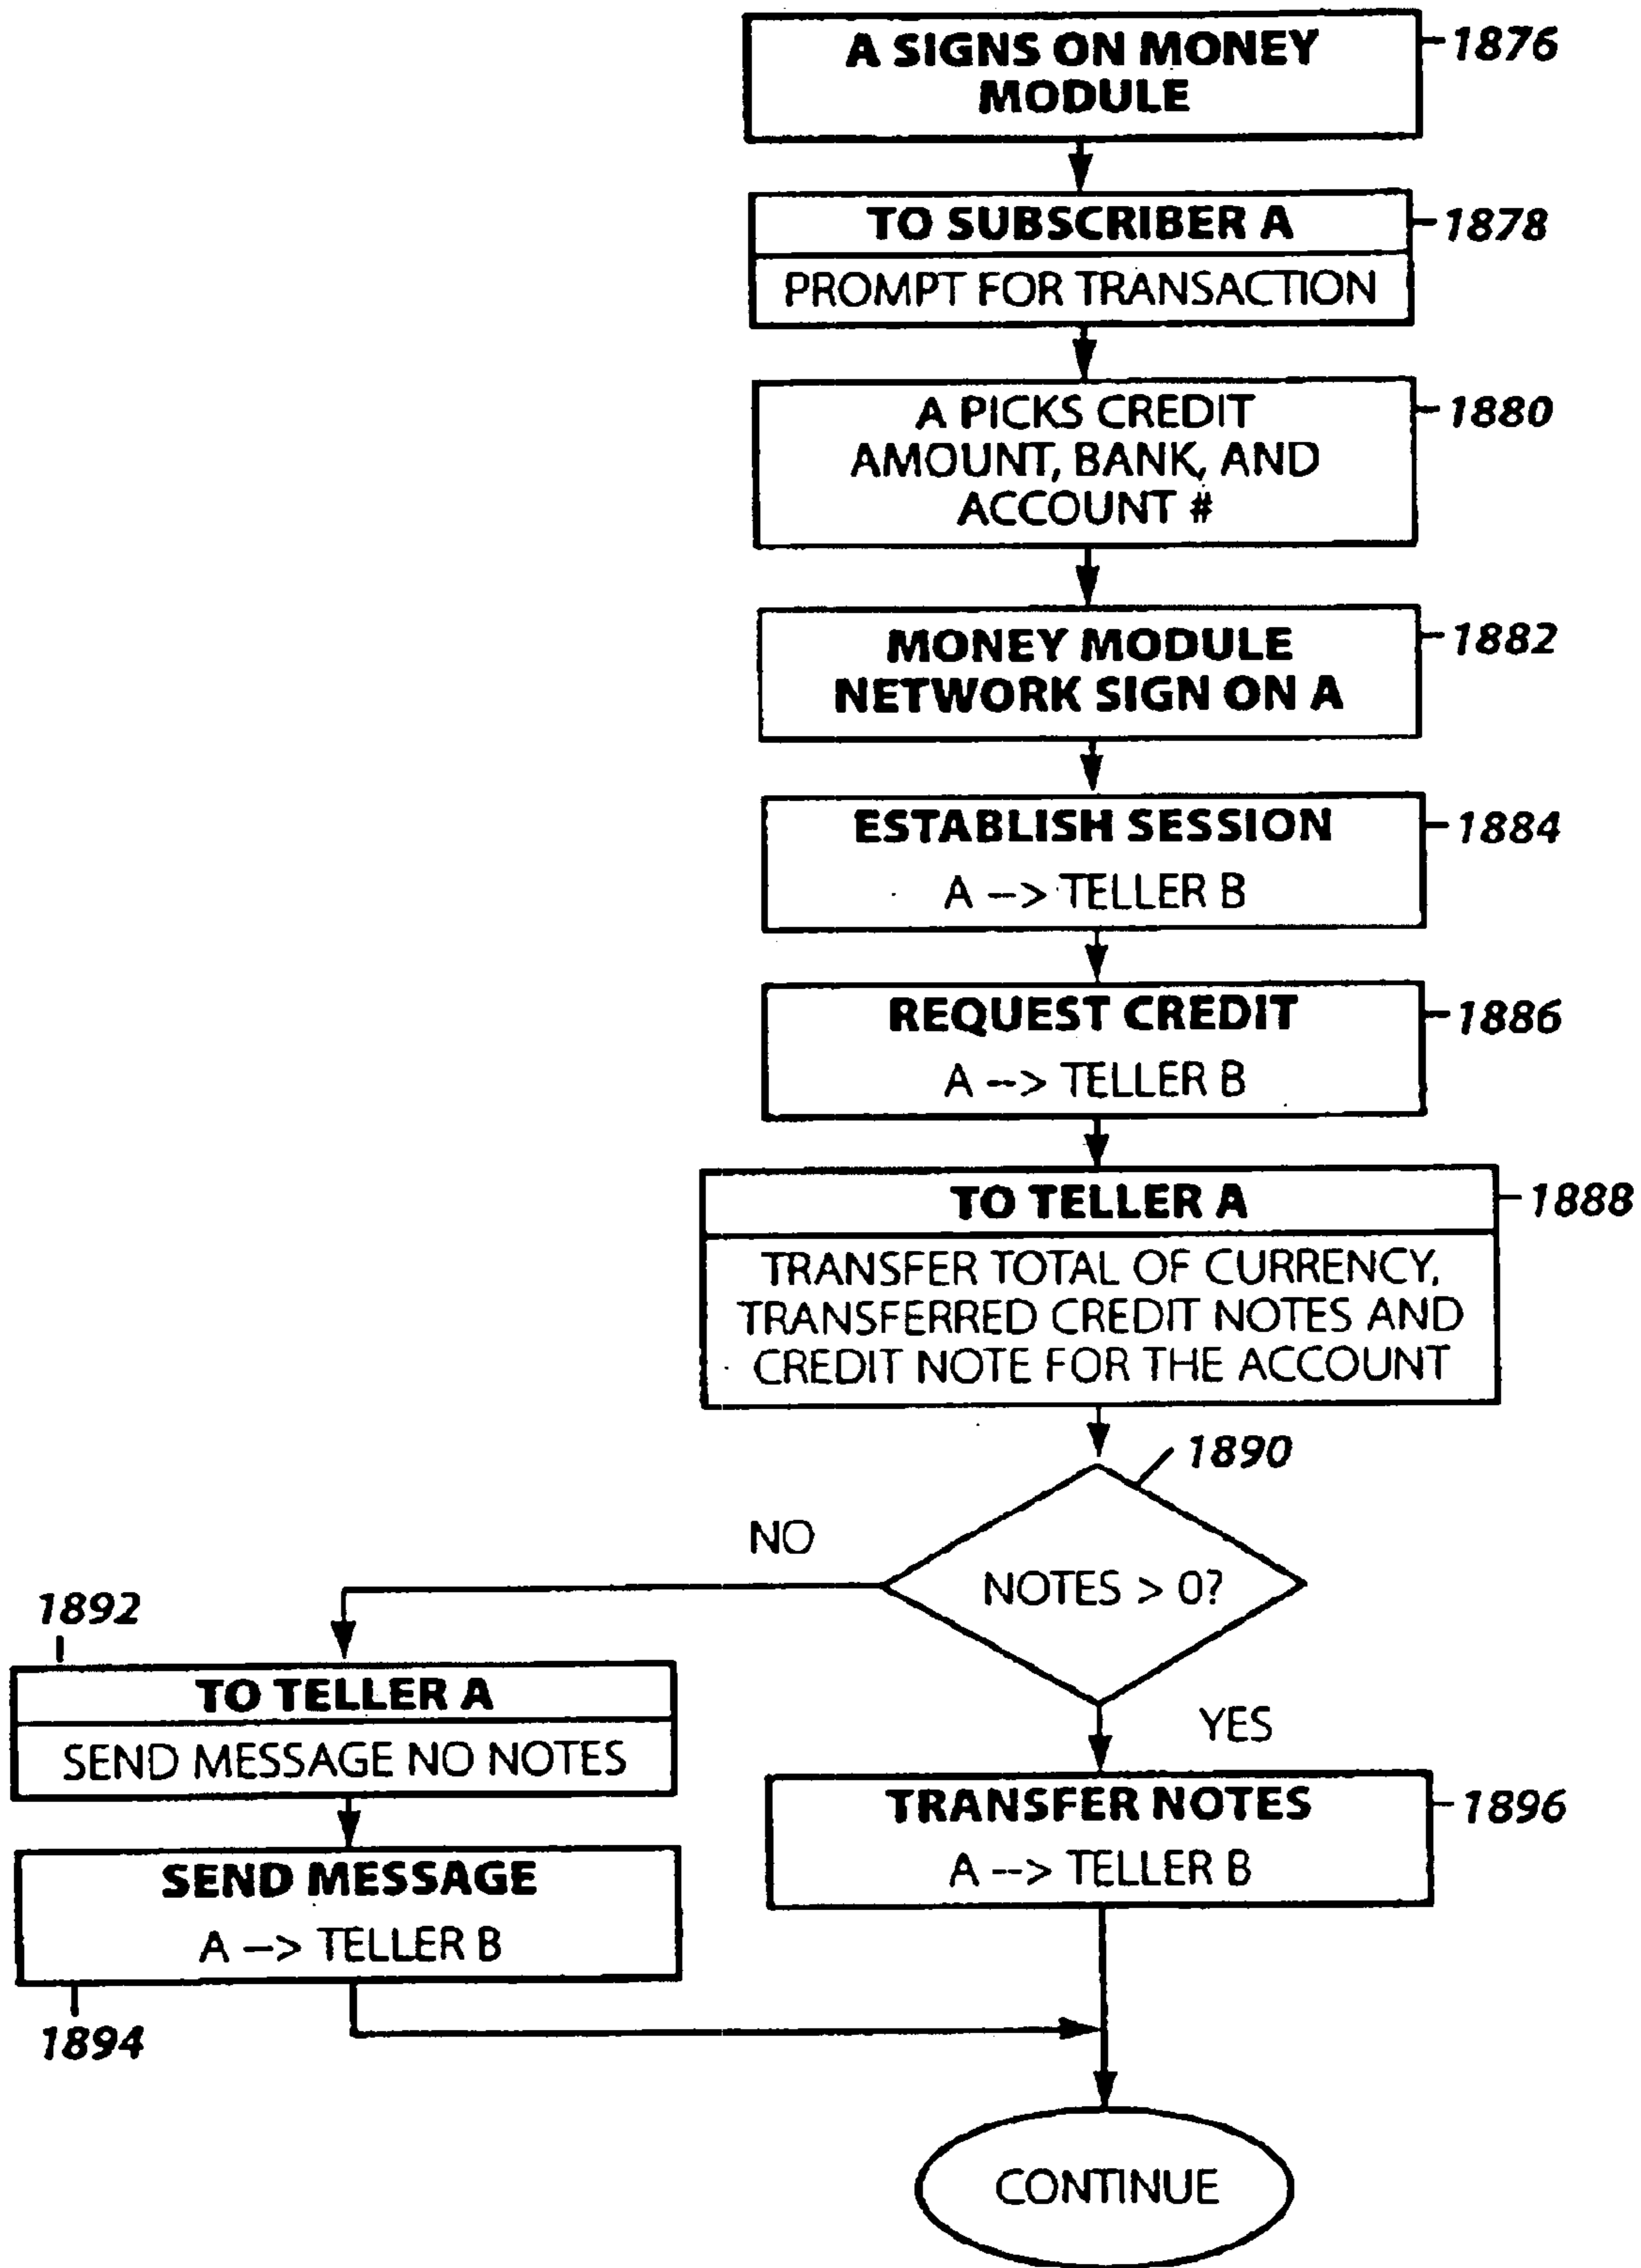 A SIGNS ON MONEY
MODULE
1876
TO SUBSCRIBER A
1878
PROMPT FOR TRANSACTION
A PICKS CREDIT
AMOUNT, BANK, AND
ACCOUNT #
1880
MONEY MODULE
NETWORK SIGN ON A
1882
ESTABLISH SESSION
1884
A --> TELLER B
REQUEST CREDIT
1886
A --> TELLER B
TO TELLER A
1888
TRANSFER TOTAL OF CURRENCY,
TRANSFERRED CREDIT NOTES AND
CREDIT NOTE FOR THE ACCOUNT
1890
NOTES > 0?
NO
1892
TO TELLER A
SEND MESSAGE NO NOTES
SEND MESSAGE
A --> TELLER B
1894
YES
TRANSFER NOTES
1896
A --> TELLER B
CONTINUE